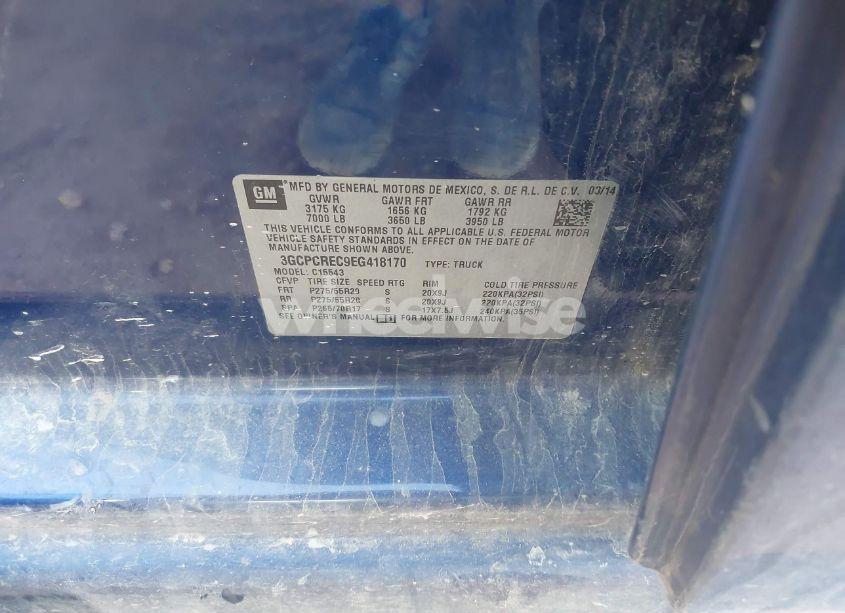 GM MFD BY GENERAL MOTORS DE MEXICO, S. DE R.L. DE C.V. 03/14
GVWR GAWR FRT GAWR RR
3175 KG 1656 KG 1792 KG
7000 LB 3650 LB 3950 LB
THIS VEHICLE CONFORMS TO ALL APPLICABLE U.S. FEDERAL MOTOR
VEHICLE SAFETY STANDARDS IN EFFECT ON THE DATE OF
MANUFACTURE SHOWN ABOVE.
3GCPCREC9EG418170 TYPE: TRUCK
MODEL: C15543
CFVP TIRE SIZE SPEED RTG RIM COLD TIRE PRESSURE
FRT P275/55R20 S 20X9J 220KPA(32PSI)
RR P275/55R20 S 20X9J 220KPA(32PSI)
SPA P265/70R17 S 17X7.5J 240KPA(35PSI)
SEE OWNER'S MANUAL FOR MORE INFORMATION.
wheelwise